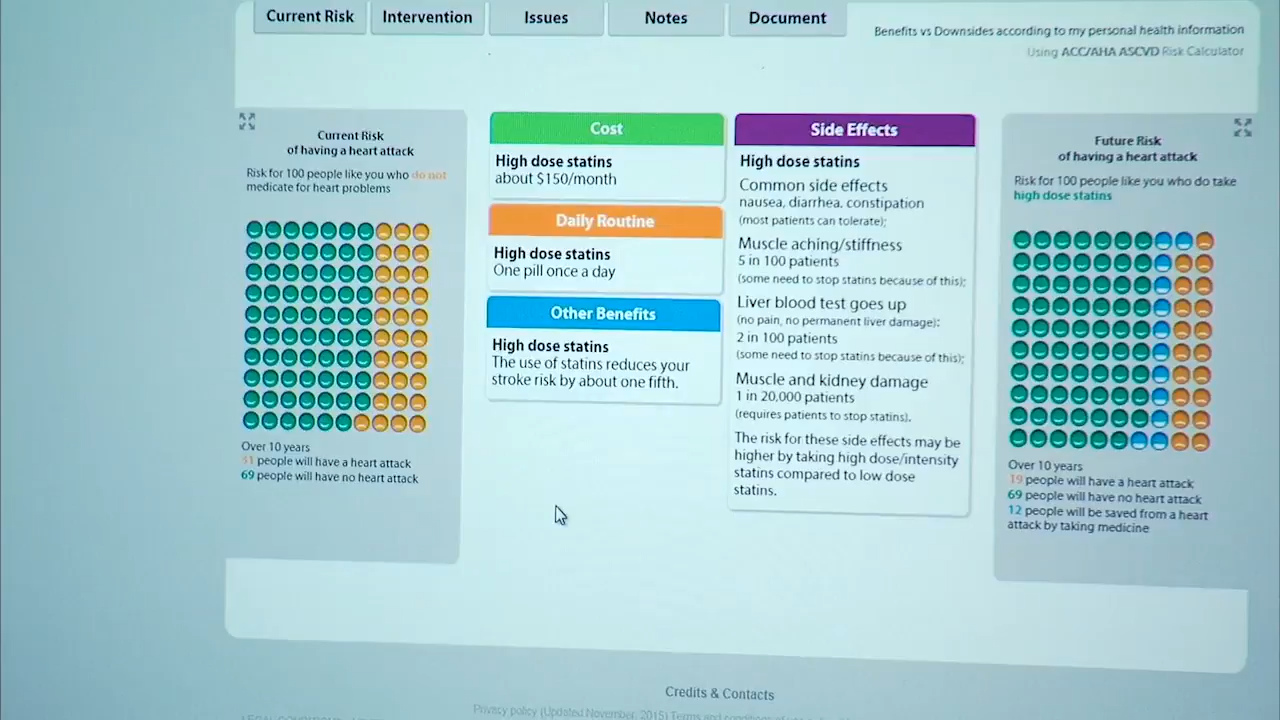 Current Risk
Intervention
Issues
Notes
Document
Benefits vs Downsides according to my personal health information
Using ACC/AHA ASCVD Risk Calculator
Current Risk
of having a heart attack
Risk for 100 people like you who do not
medicate for heart problems
Over 10 years
31 people will have a heart attack
69 people will have no heart attack
Cost
High dose statins
about $150/month
Daily Routine
High dose statins
One pill once a day
Other Benefits
High dose statins
The use of statins reduces your
stroke risk by about one fifth.
Side Effects
High dose statins
Common side effects
nausea, diarrhea, constipation
(most patients can tolerate);
Muscle aching/stiffness
5 in 100 patients
(some need to stop statins because of this);
Liver blood test goes up
(no pain, no permanent liver damage):
2 in 100 patients
(some need to stop statins because of this);
Muscle and kidney damage
1 in 20,000 patients
(requires patients to stop statins).
The risk for these side effects may be
higher by taking high dose/intensity
statins compared to low dose
statins.
Future Risk
of having a heart attack
Risk for 100 people like you who do take
high dose statins
Over 10 years
19 people will have a heart attack
69 people will have no heart attack
12 people will be saved from a heart
attack by taking medicine
Credits & Contacts
Privacy policy (Updated November, 2015) Terms and conditions